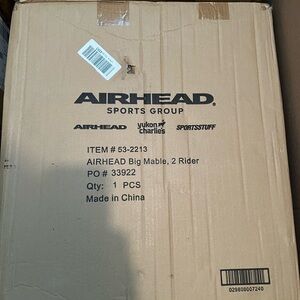 AIRHEAD®
SPORTS GROUP
AIRHEAD yukon charlie's SPORTSSTUFF
ITEM # 53-2213
AIRHEAD Big Mable, 2 Rider
PO # 33922
Qty: 1 PCS
Made in China
029808007240